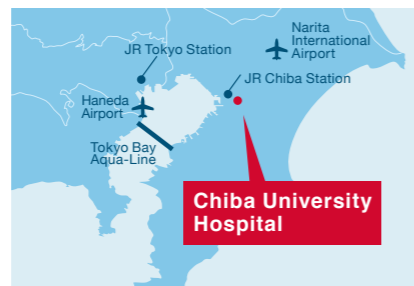 Narita
International
Airport
JR Tokyo Station
JR Chiba Station
Haneda
Airport
Tokyo Bay
Aqua-Line
Chiba University
Hospital